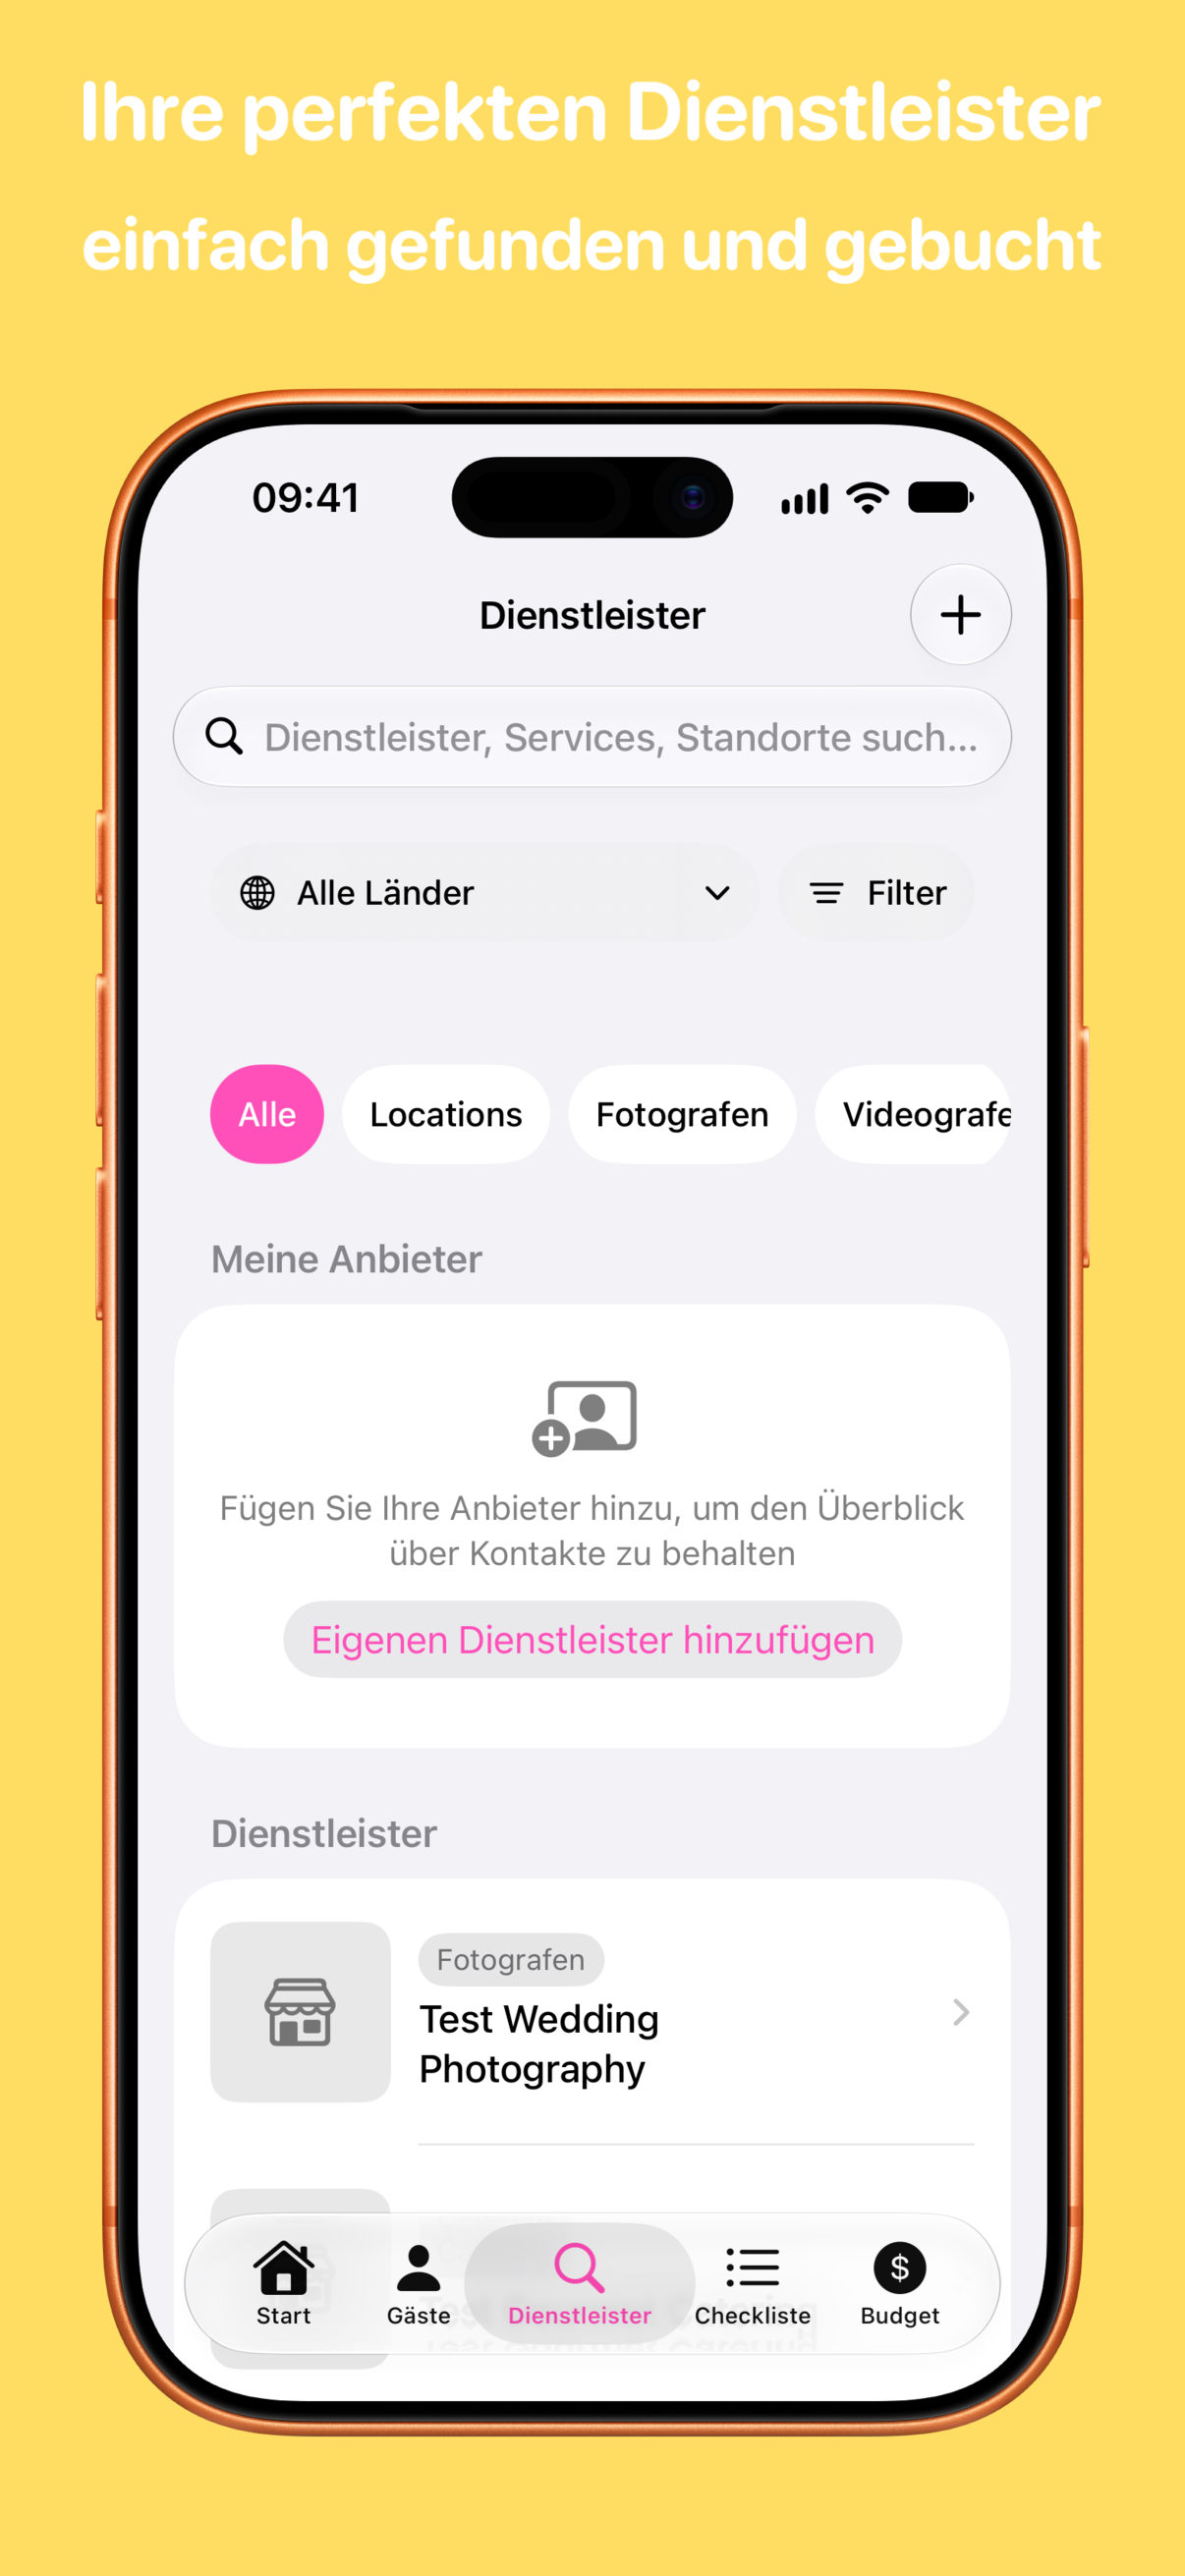 Ihre perfekten Dienstleister
einfach gefunden und gebucht
09:41
Dienstleister
Dienstleister, Services, Standorte such...
Alle Länder
Filter
Alle
Locations
Fotografen
Videografe
Meine Anbieter
Fügen Sie Ihre Anbieter hinzu, um den Überblick
über Kontakte zu behalten
Eigenen Dienstleister hinzufügen
Dienstleister
Fotografen
Test Wedding
Photography
Start
Gäste
Dienstleister
Checkliste
Budget